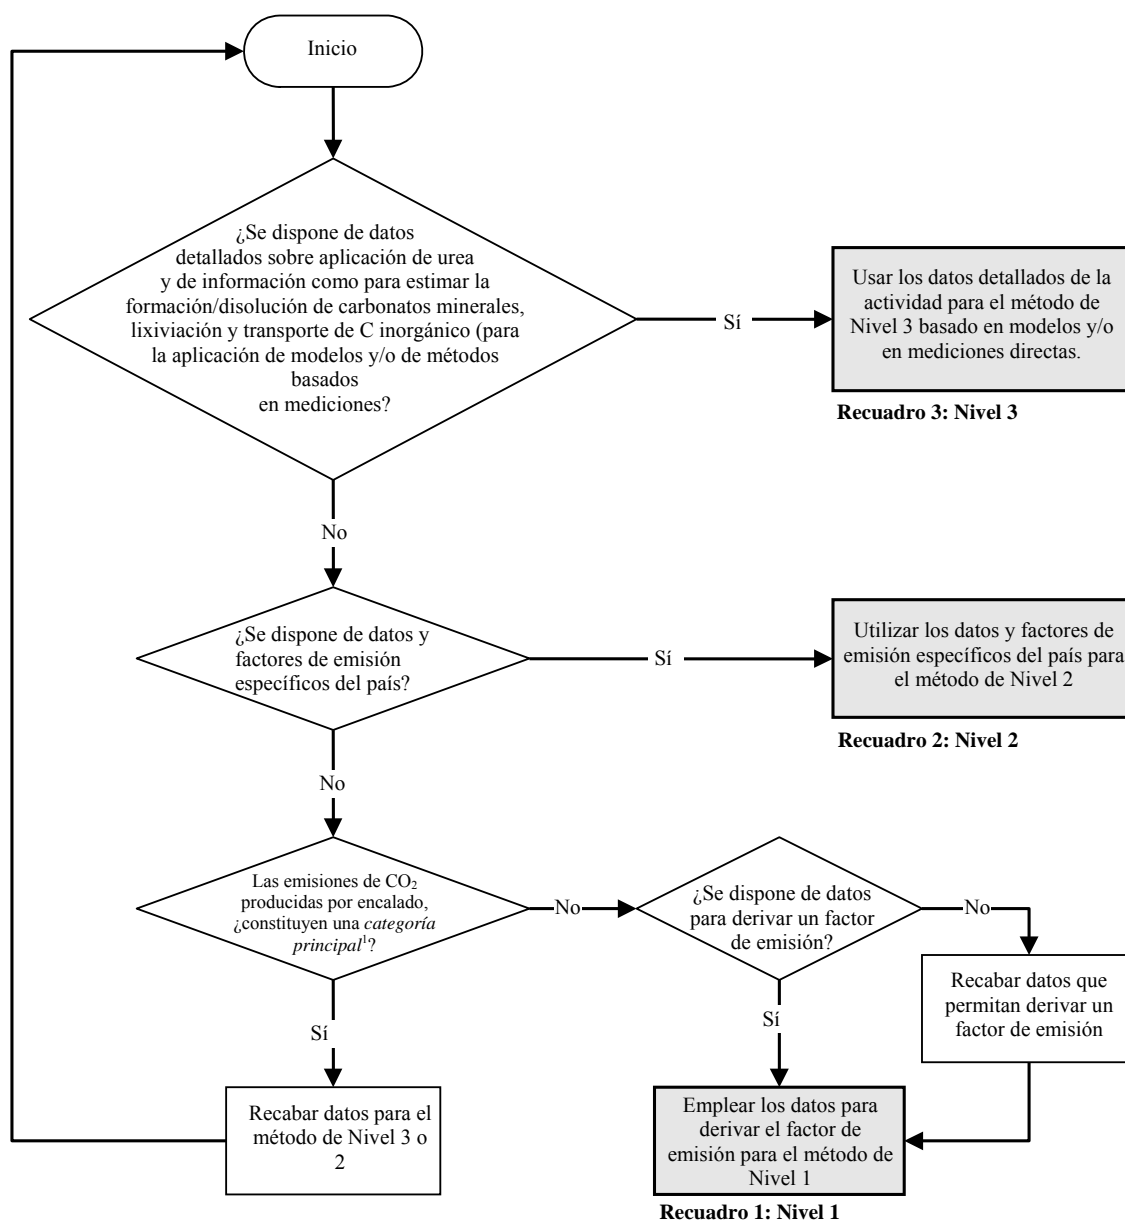 Inicio
¿Se dispone de datos
detallados sobre aplicación de urea
y de información como para estimar la
formación/disolución de carbonatos minerales,
lixiviación y transporte de C inorgánico (para
la aplicación de modelos y/o de métodos
basados
en mediciones?
Sí
Usar los datos detallados de la
actividad para el método de
Nivel 3 basado en modelos y/o
en mediciones directas.
Recuadro 3: Nivel 3
No
¿Se dispone de datos y
factores de emisión
específicos del país?
Sí
Utilizar los datos y factores de
emisión específicos del país para
el método de Nivel 2
Recuadro 2: Nivel 2
No
Las emisiones de CO₂
producidas por encalado,
¿constituyen una categoría
principal¹?
No
¿Se dispone de datos
para derivar un factor
de emisión?
No
Recabar datos que
permitan derivar un
factor de emisión
Sí
Sí
Recabar datos para el
método de Nivel 3 o
2
Emplear los datos para
derivar el factor de
emisión para el método de
Nivel 1
Recuadro 1: Nivel 1